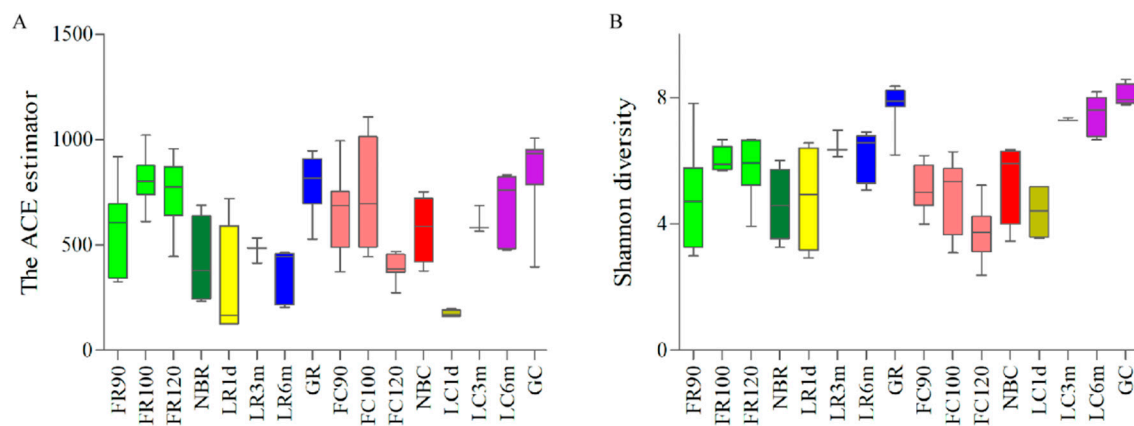 A
The ACE estimator
1500
1000
500
0
FR90
FR100
FR120
NBR
LR1d
LR3m
LR6m
GR
FC90
FC100
FC120
NBC
LC1d
LC3m
LC6m
GC
B
Shannon diversity
8
4
0
FR90
FR100
FR120
NBR
LR1d
LR3m
LR6m
GR
FC90
FC100
FC120
NBC
LC1d
LC3m
LC6m
GC